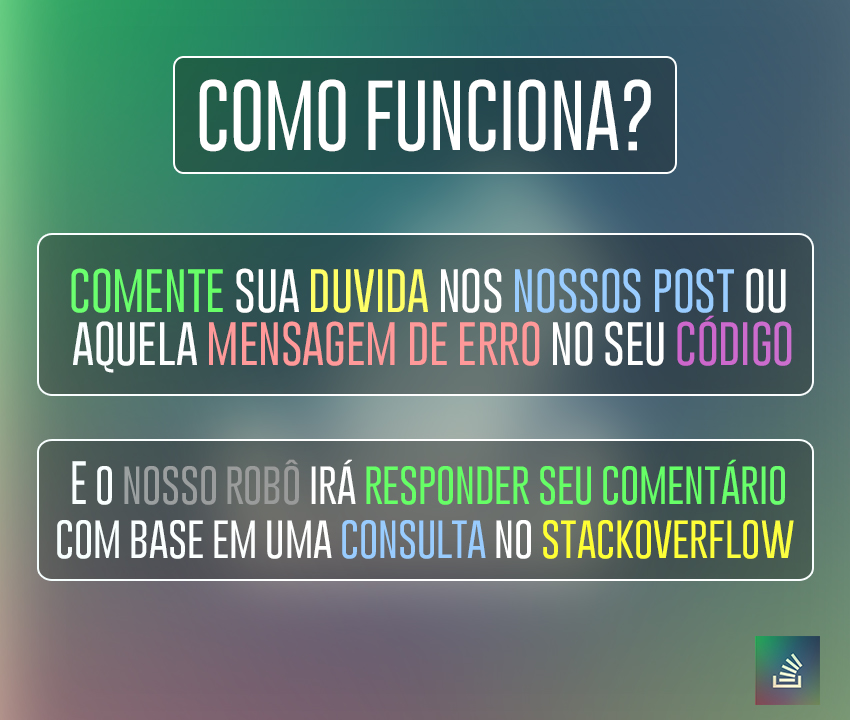 COMO FUNCIONA?
COMENTE SUA DUVIDA NOS NOSSOS POST OU
AQUELA MENSAGEM DE ERRO NO SEU CÓDIGO
E O NOSSO ROBÔ IRÁ RESPONDER SEU COMENTÁRIO
COM BASE EM UMA CONSULTA NO STACKOVERFLOW